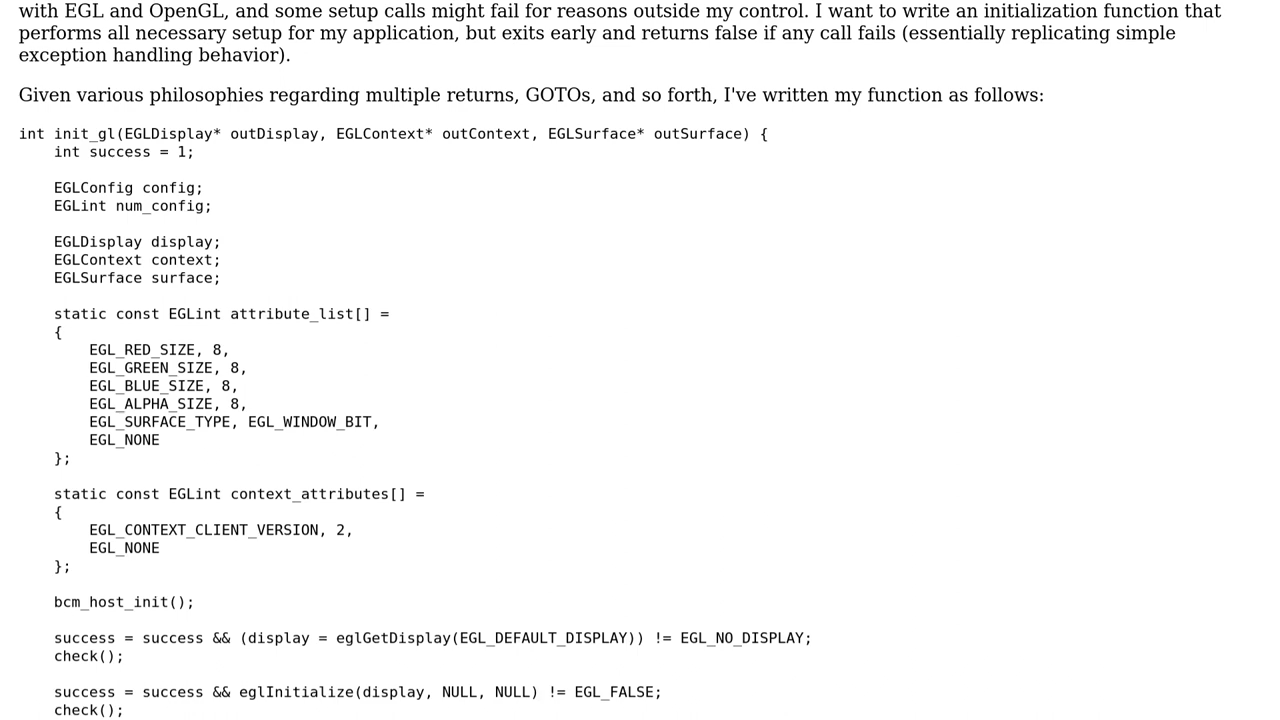 with EGL and OpenGL, and some setup calls might fail for reasons outside my control. I want to write an initialization function that
performs all necessary setup for my application, but exits early and returns false if any call fails (essentially replicating simple
exception handling behavior).
Given various philosophies regarding multiple returns, GOTOs, and so forth, I've written my function as follows:
int init_gl(EGLDisplay* outDisplay, EGLContext* outContext, EGLSurface* outSurface) {
    int success = 1;
    EGLConfig config;
    EGLint num_config;
    EGLDisplay display;
    EGLContext context;
    EGLSurface surface;
    static const EGLint attribute_list[] =
    {
        EGL_RED_SIZE, 8,
        EGL_GREEN_SIZE, 8,
        EGL_BLUE_SIZE, 8,
        EGL_ALPHA_SIZE, 8,
        EGL_SURFACE_TYPE, EGL_WINDOW_BIT,
        EGL_NONE
    };
    static const EGLint context_attributes[] =
    {
        EGL_CONTEXT_CLIENT_VERSION, 2,
        EGL_NONE
    };
    bcm_host_init();
    success = success && (display = eglGetDisplay(EGL_DEFAULT_DISPLAY)) != EGL_NO_DISPLAY;
    check();
    success = success && eglInitialize(display, NULL, NULL) != EGL_FALSE;
    check();